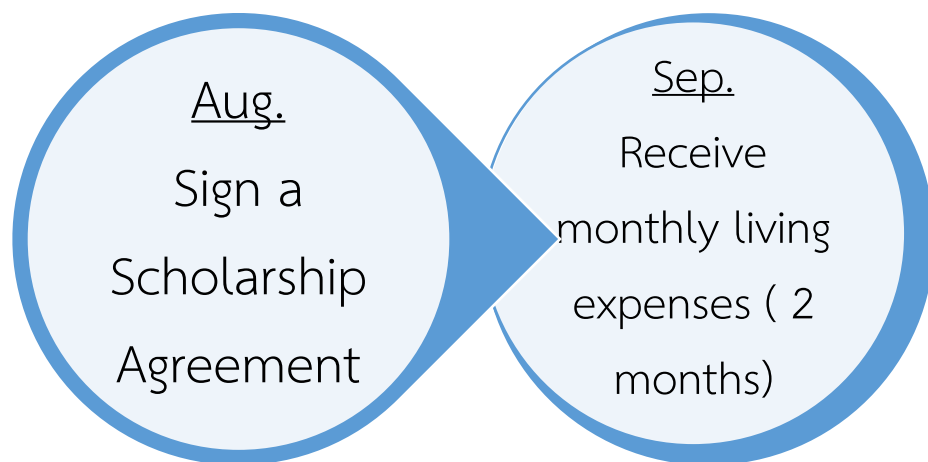 Aug.
Sign a
Scholarship
Agreement
Sep.
Receive
monthly living
expenses ( 2
months)